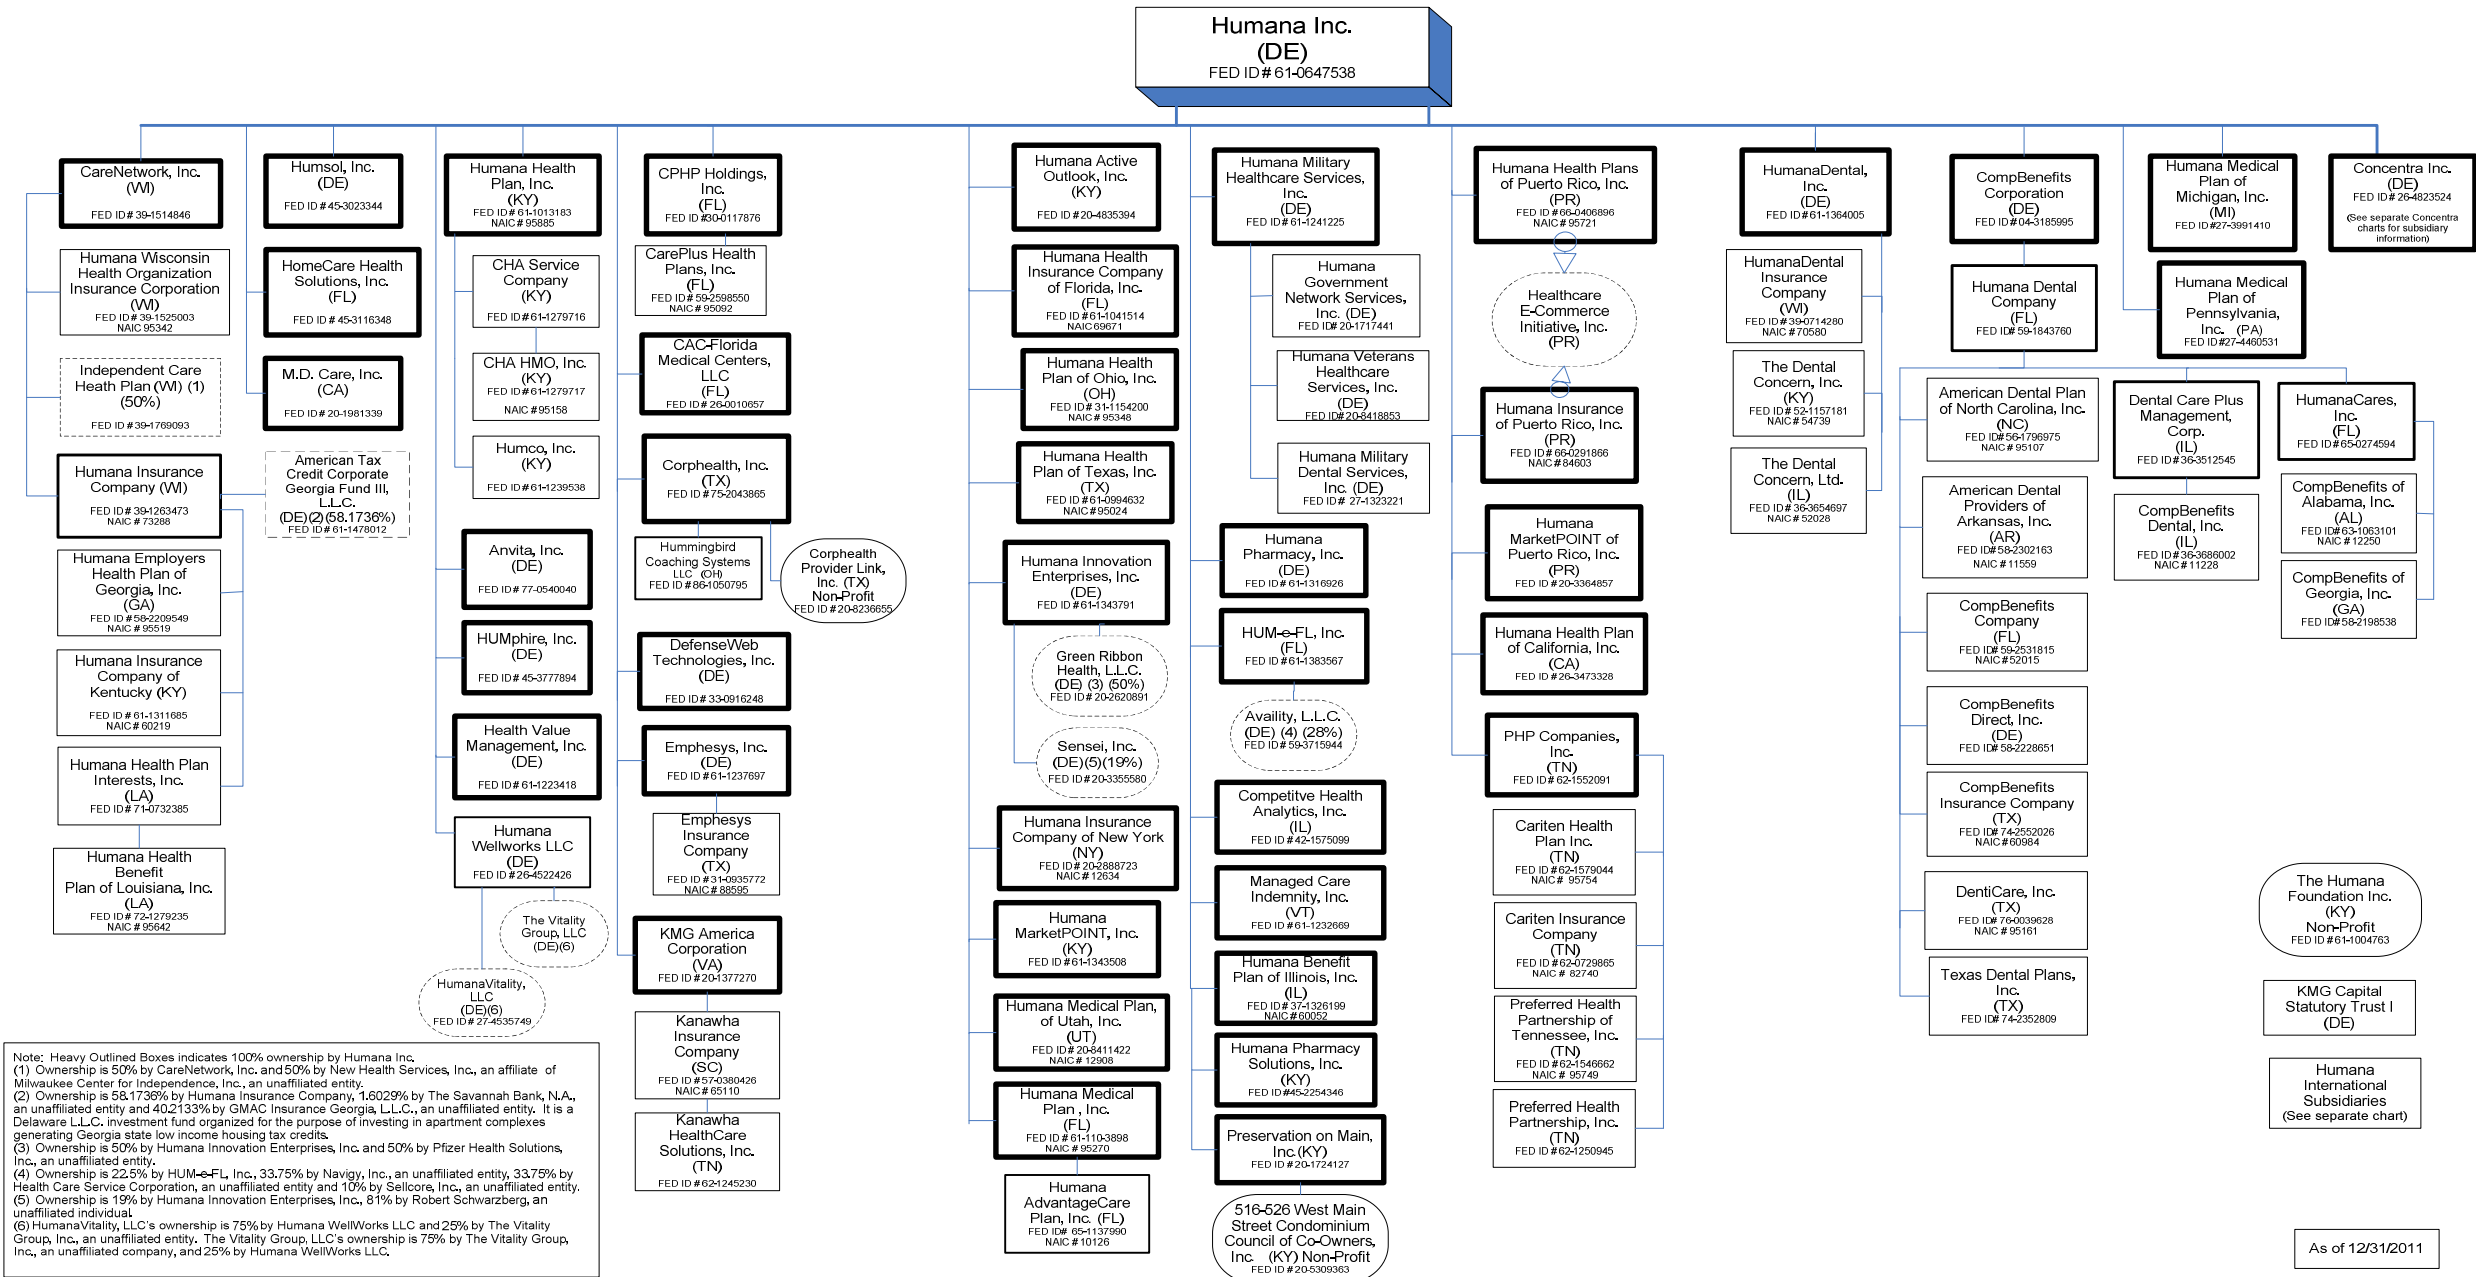 Humana Inc.
(DE)
FED ID# 61-0647538
CareNetwork, Inc.
(WI)
FED ID# 39-1514846
Humana Wisconsin
Health Organization
Insurance Corporation
(WI)
FED ID# 39-1525003
NAIC 95342
Independent Care
Heath Plan (WI) (1)
(50%)
FED ID# 39-1769093
Humana Insurance
Company (WI)
FED ID# 39-1263473
NAIC # 73288
American Tax
Credit Corporate
Georgia Fund III,
L.L.C.
(DE)(2) (58.1736%)
FED ID# 61-1478012
Humana Employers
Health Plan of
Georgia, Inc.
(GA)
FED ID# 58-2209549
NAIC # 95519
Humana Insurance
Company of
Kentucky (KY)
FED ID # 61-1311685
NAIC # 60219
Humana Health Plan
Interests, Inc.
(LA)
FED ID# 71-0732385
Humana Health
Benefit
Plan of Louisiana, Inc.
(LA)
FED ID# 72-1279235
NAIC # 95642
Humsol, Inc.
(DE)
FED ID# 45-3023344
HomeCare Health
Solutions, Inc.
(FL)
FED ID# 45-3116348
M.D. Care, Inc.
(CA)
FED ID# 20-1981339
Humana Health
Plan, Inc.
(KY)
FED ID# 61-1013183
NAIC # 95885
CHA Service
Company
(KY)
FED ID# 61-1279716
CHA HMO, Inc.
(KY)
FED ID# 61-1279717
NAIC # 95158
Humco, Inc.
(KY)
FED ID# 61-1239538
Anvita, Inc.
(DE)
FED ID# 77-0540040
HUMphire, Inc.
(DE)
FED ID# 45-3777894
Health Value
Management, Inc.
(DE)
FED ID# 61-1223418
Humana
Wellworks LLC
(DE)
FED ID# 26-4522426
The Vitality
Group, LLC
(DE)(6)
HumanaVitality,
LLC
(DE)(6)
FED ID# 27-4535749
CPHP Holdings,
Inc.
(FL)
FED ID #30-0117876
CarePlus Health
Plans, Inc.
(FL)
FED ID# 59-2598550
NAIC # 95092
CAC-Florida
Medical Centers,
LLC
(FL)
FED ID# 26-0010657
Corphealth, Inc.
(TX)
FED ID# 75-2043865
Hummingbird
Coaching Systems
LLC (OH)
FED ID# 86-1050795
Corphealth
Provider Link,
Inc. (TX)
Non-Profit
FED ID# 20-8236655
DefenseWeb
Technologies, Inc.
(DE)
FED ID# 33-0916248
Emphesys, Inc.
(DE)
FED ID# 61-1237697
Emphesys
Insurance
Company
(TX)
FED ID# 31-0935772
NAIC # 88595
KMG America
Corporation
(VA)
FED ID# 20-1377270
Kanawha
Insurance
Company
(SC)
FED ID# 57-0380426
NAIC # 65110
Kanawha
HealthCare
Solutions, Inc.
(TN)
FED ID# 62-1245230
Humana Active
Outlook, Inc.
(KY)
FED ID# 20-4835394
Humana Health
Insurance Company
of Florida, Inc.
(FL)
FED ID# 61-1041514
NAIC 69671
Humana Health
Plan of Ohio, Inc.
(OH)
FED ID# 31-1154200
NAIC # 95348
Humana Health
Plan of Texas, Inc.
(TX)
FED ID# 61-0994632
NAIC # 95024
Humana Innovation
Enterprises, Inc.
(DE)
FED ID# 61-1343791
Green Ribbon
Health, L.L.C.
(DE) (3) (50%)
FED ID# 20-2620891
Sensei, Inc.
(DE)(5)(19%)
FED ID# 20-3355580
Humana Insurance
Company of New York
(NY)
FED ID# 20-2888723
NAIC # 12634
Humana
MarketPOINT, Inc.
(KY)
FED ID# 61-1343508
Humana Medical Plan,
of Utah, Inc.
(UT)
FED ID# 20-8411422
NAIC # 12908
Humana Medical
Plan , Inc.
(FL)
FED ID # 61-110-3898
NAIC # 95270
Humana
AdvantageCare
Plan, Inc. (FL)
FED ID# 65-1137990
NAIC # 10126
Humana Military
Healthcare Services,
Inc.
(DE)
FED ID# 61-1241225
Humana
Government
Network Services,
Inc. (DE)
FED ID# 20-1717441
Humana Veterans
Healthcare
Services, Inc.
(DE)
FED ID# 20-8418853
Humana Military
Dental Services,
Inc. (DE)
FED ID# 27-1323221
Humana
Pharmacy, Inc.
(DE)
FED ID# 61-1316926
HUM-e-FL, Inc.
(FL)
FED ID# 61-1383567
Availity, L.L.C.
(DE) (4) (28%)
FED ID# 59-3715944
Competitve Health
Analytics, Inc.
(IL)
FED ID# 42-1575099
Managed Care
Indemnity, Inc.
(VT)
FED ID# 61-1232669
Humana Benefit
Plan of Illinois, Inc.
(IL)
FED ID# 37-1326199
NAIC # 60052
Humana Pharmacy
Solutions, Inc.
(KY)
FED ID#45-2254346
Preservation on Main,
Inc.(KY)
FED ID# 20-1724127
516-526 West Main
Street Condominium
Council of Co-Owners,
Inc. (KY) Non-Profit
FED ID# 20-5309363
Humana Health Plans
of Puerto Rico, Inc.
(PR)
FED ID# 66-0406896
NAIC # 95721
Healthcare
E-Commerce
Initiative, Inc.
(PR)
Humana Insurance
of Puerto Rico, Inc.
(PR)
FED ID# 66-0291866
NAIC # 84603
Humana
MarketPOINT of
Puerto Rico, Inc.
(PR)
FED ID# 20-3364857
Humana Health Plan
of California, Inc.
(CA)
FED ID# 26-3473328
PHP Companies,
Inc.
(TN)
FED ID# 62-1552091
Cariten Health
Plan Inc.
(TN)
FED ID# 62-1579044
NAIC # 95754
Cariten Insurance
Company
(TN)
FED ID# 62-0729865
NAIC # 82740
Preferred Health
Partnership of
Tennessee, Inc.
(TN)
FED ID# 62-1546662
NAIC # 95749
Preferred Health
Partnership, Inc.
(TN)
FED ID# 62-1250945
HumanaDental,
Inc.
(DE)
FED ID# 61-1364005
HumanaDental
Insurance
Company
(WI)
FED ID# 39-0714280
NAIC # 70580
The Dental
Concern, Inc.
(KY)
FED ID# 52-1157181
NAIC # 54739
The Dental
Concern, Ltd.
(IL)
FED ID# 36-3654697
NAIC # 52028
CompBenefits
Corporation
(DE)
FED ID# 04-3185995
Humana Dental
Company
(FL)
FED ID# 59-1843760
American Dental Plan
of North Carolina, Inc.
(NC)
FED ID#56-1796975
NAIC # 95107
American Dental
Providers of
Arkansas, Inc.
(AR)
FED ID#58-2302163
NAIC # 11559
CompBenefits
Company
(FL)
FED ID# 59-2531815
NAIC #52015
CompBenefits
Direct, Inc.
(DE)
FED ID# 58-2228651
CompBenefits
Insurance Company
(TX)
FED ID# 74-2552026
NAIC #60984
DentiCare, Inc.
(TX)
FED ID# 76-0039628
NAIC # 95161
Texas Dental Plans,
Inc.
(TX)
FED ID# 74-2352809
Dental Care Plus
Management,
Corp.
(IL)
FED ID# 36-3512545
CompBenefits
Dental, Inc.
(IL)
FED ID# 36-3686002
NAIC # 11228
HumanaCares,
Inc.
(FL)
FED ID# 65-0274594
CompBenefits of
Alabama, Inc.
(AL)
FED ID# 63-1063101
NAIC # 12250
CompBenefits of
Georgia, Inc.
(GA)
FED ID# 58-2198538
Humana Medical
Plan of
Michigan, Inc.
(MI)
FED ID#27-3991410
Humana Medical
Plan of
Pennsylvania,
Inc. (PA)
FED ID#27-4460531
Concentra Inc.
(DE)
FED ID# 26-4823524
(See separate Concentra
charts for subsidiary
information)
The Humana
Foundation Inc.
(KY)
Non-Profit
FED ID# 61-1004763
KMG Capital
Statutory Trust I
(DE)
Humana
International
Subsidiaries
(See separate chart)
Note: Heavy Outlined Boxes indicates 100% ownership by Humana Inc.
(1) Ownership is 50% by CareNetwork, Inc. and 50% by New Health Services, Inc., an affiliate of
Milwaukee Center for Independence, Inc., an unaffiliated entity.
(2) Ownership is 58.1736% by Humana Insurance Company, 1.6029% by The Savannah Bank, N.A.,
an unaffiliated entity and 40.2133% by GMAC Insurance Georgia, L.L.C., an unaffiliated entity. It is a
Delaware L.L.C. investment fund organized for the purpose of investing in apartment complexes
generating Georgia state low income housing tax credits.
(3) Ownership is 50% by Humana Innovation Enterprises, Inc. and 50% by Pfizer Health Solutions,
Inc., an unaffiliated entity.
(4) Ownership is 22.5% by HUM-e-FL, Inc., 33.75% by Navigy, Inc., an unaffiliated entity, 33.75% by
Health Care Service Corporation, an unaffiliated entity and 10% by Sellcore, Inc., an unaffiliated entity.
(5) Ownership is 19% by Humana Innovation Enterprises, Inc., 81% by Robert Schwarzberg, an
unaffiliated individual.
(6) HumanaVitality, LLC's ownership is 75% by Humana WellWorks LLC and 25% by The Vitality
Group, Inc., an unaffiliated entity. The Vitality Group, LLC's ownership is 75% by The Vitality Group,
Inc., an unaffiliated company, and 25% by Humana WellWorks LLC.
As of 12/31/2011